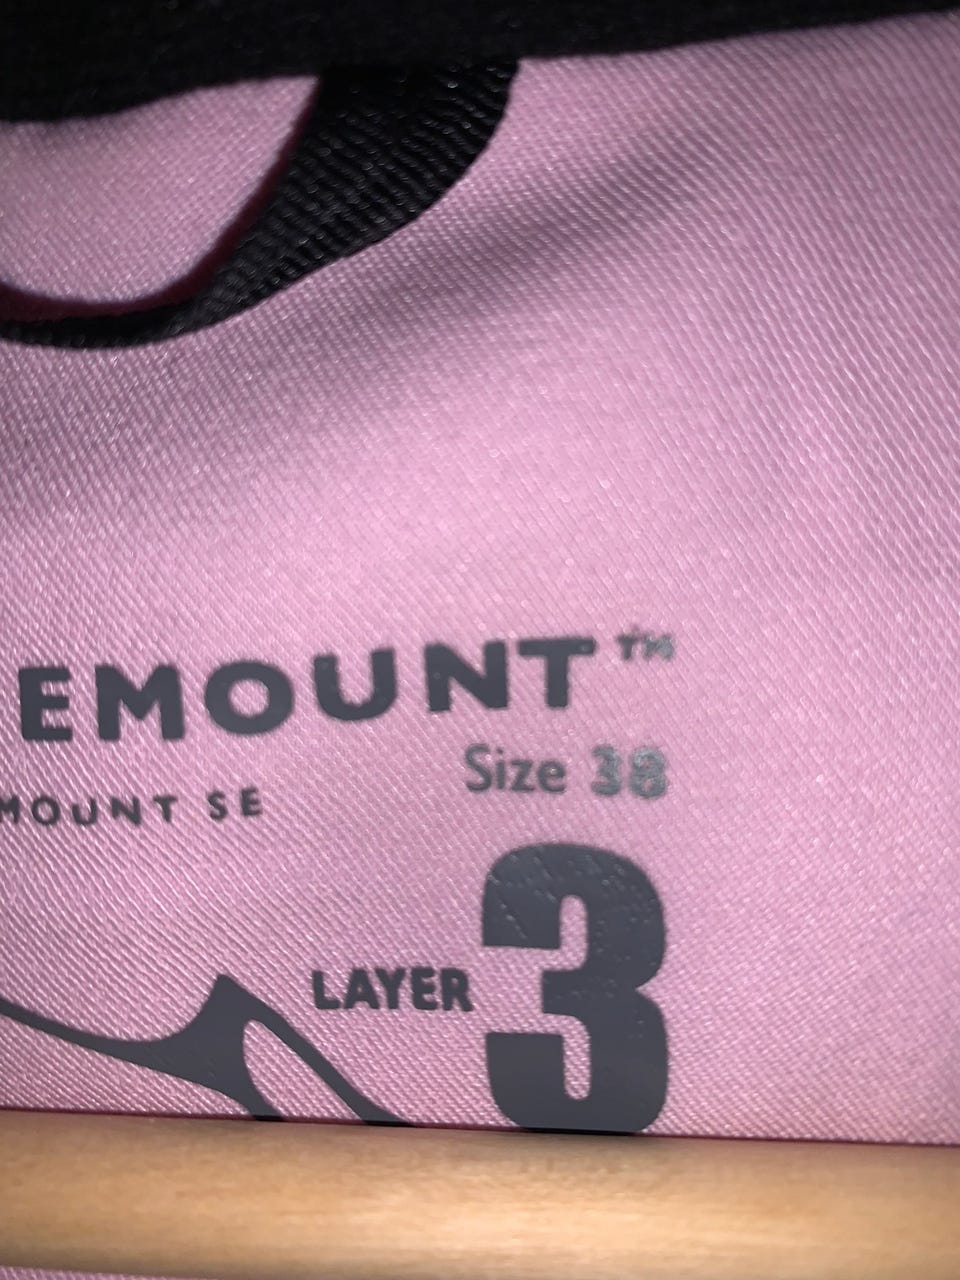 EMOUNT™
Size 38
MOUNT SE
LAYER 3